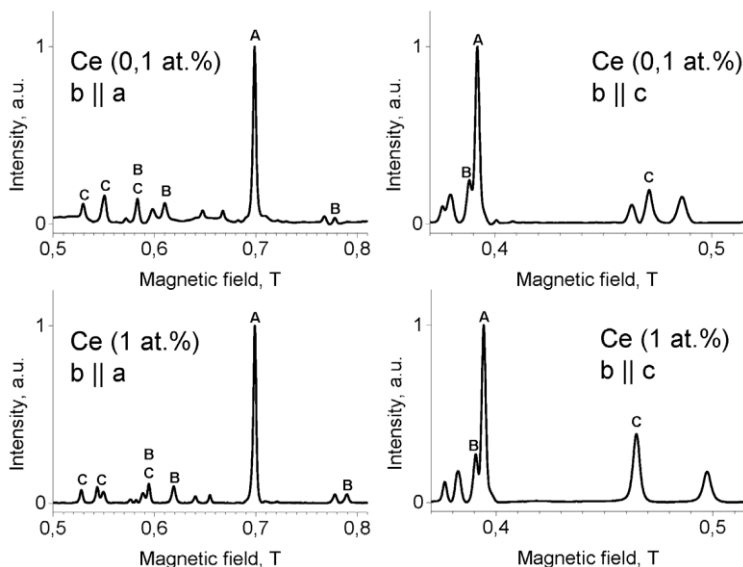 A
Ce (0,1 at.%)
b || a
Intensity, a.u.
1
0
C
C
B
C
B
B
0,5
0,6
0,7
0,8
Magnetic field, T
A
Ce (0,1 at.%)
b || c
Intensity, a.u.
1
0
B
C
0,4
0,5
Magnetic field, T
A
Ce (1 at.%)
b || a
Intensity, a.u.
1
0
C
C
B
C
B
B
0,5
0,6
0,7
0,8
Magnetic field, T
A
Ce (1 at.%)
b || c
Intensity, a.u.
1
0
B
C
0,4
0,5
Magnetic field, T